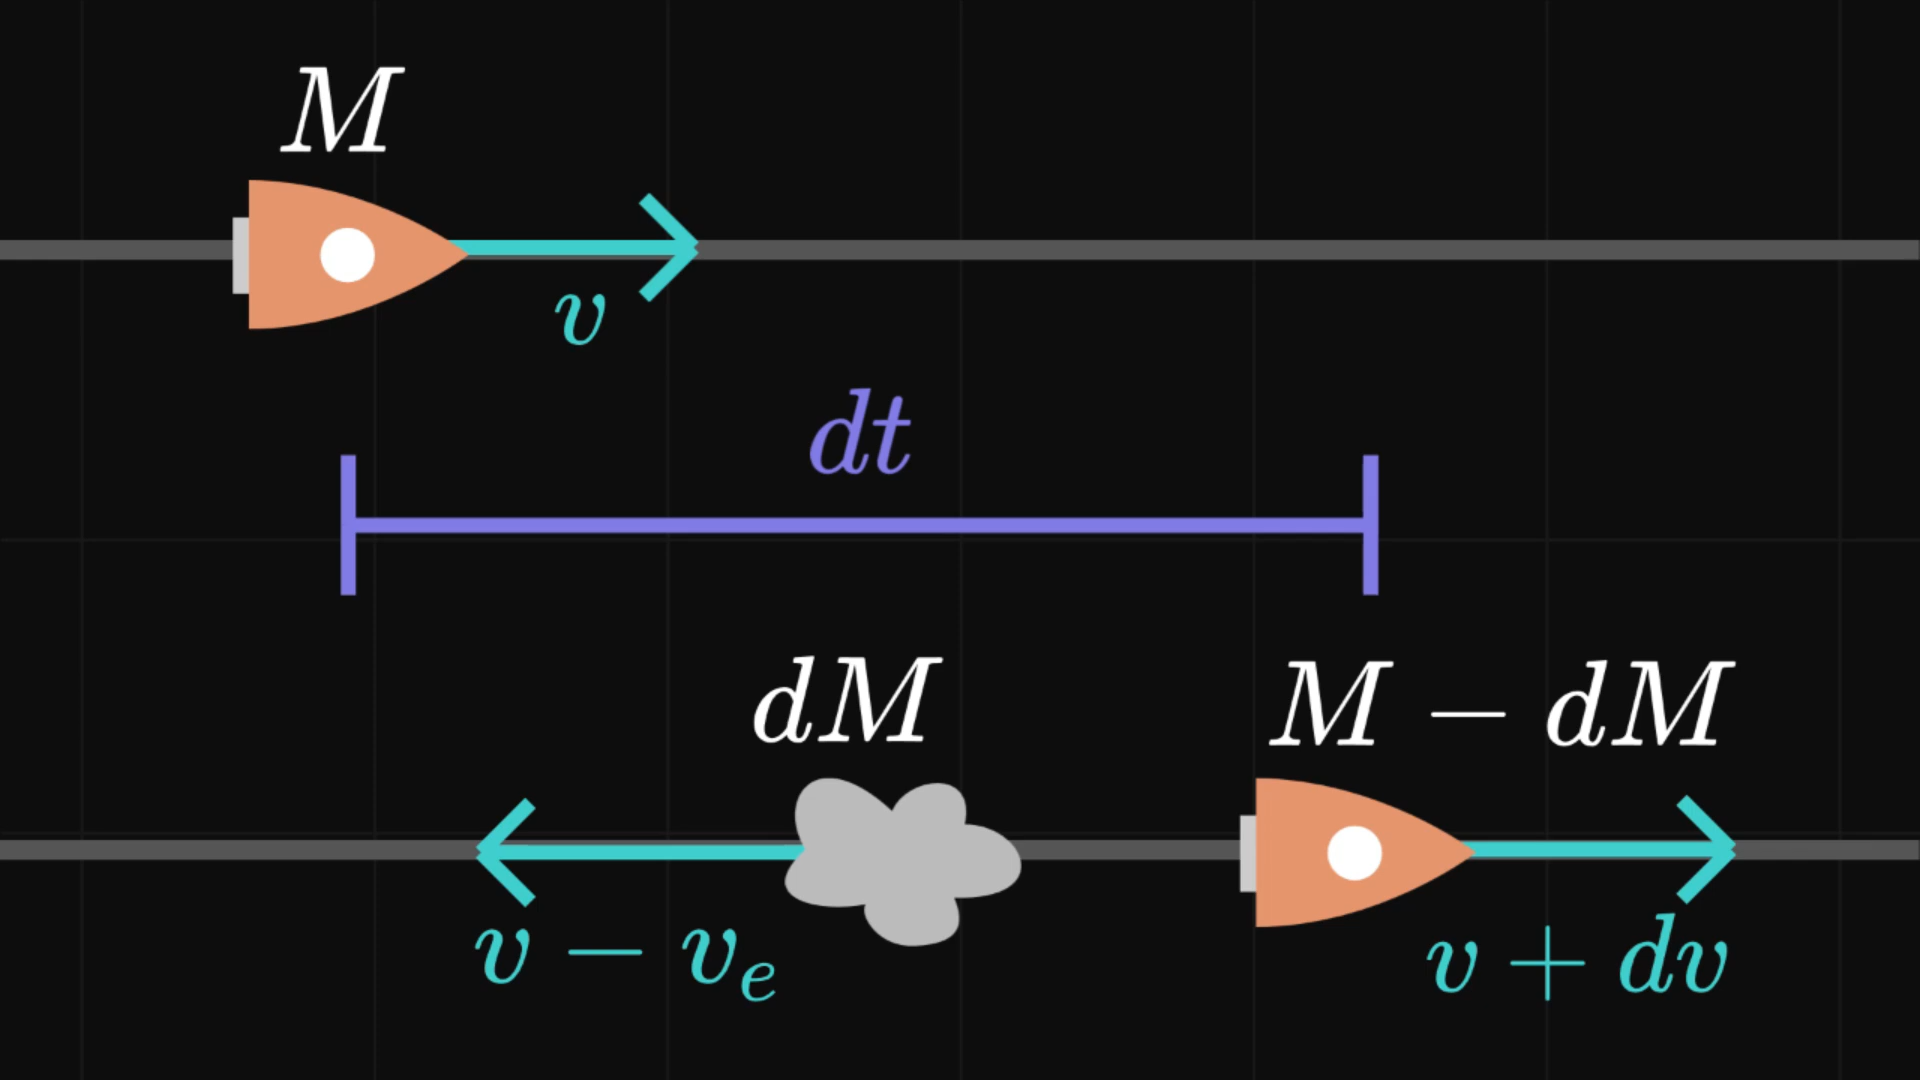 M
v
dt
dM
M − dM
v − v_e
v + dv